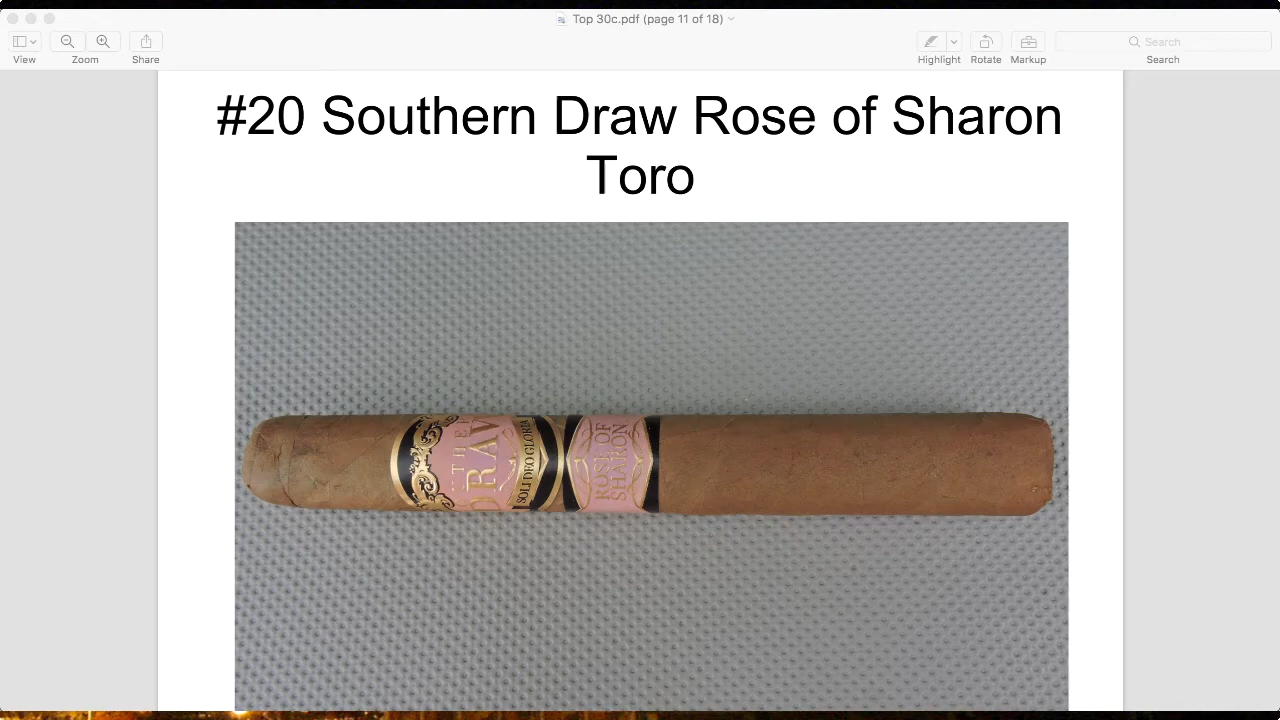 Top 30c.pdf (page 11 of 18)
View
Zoom
Share
Highlight
Rotate
Markup
Search
Search
#20 Southern Draw Rose of Sharon
Toro
DRAW
SOLI DEO GLORIA
ROSE OF
SHARON